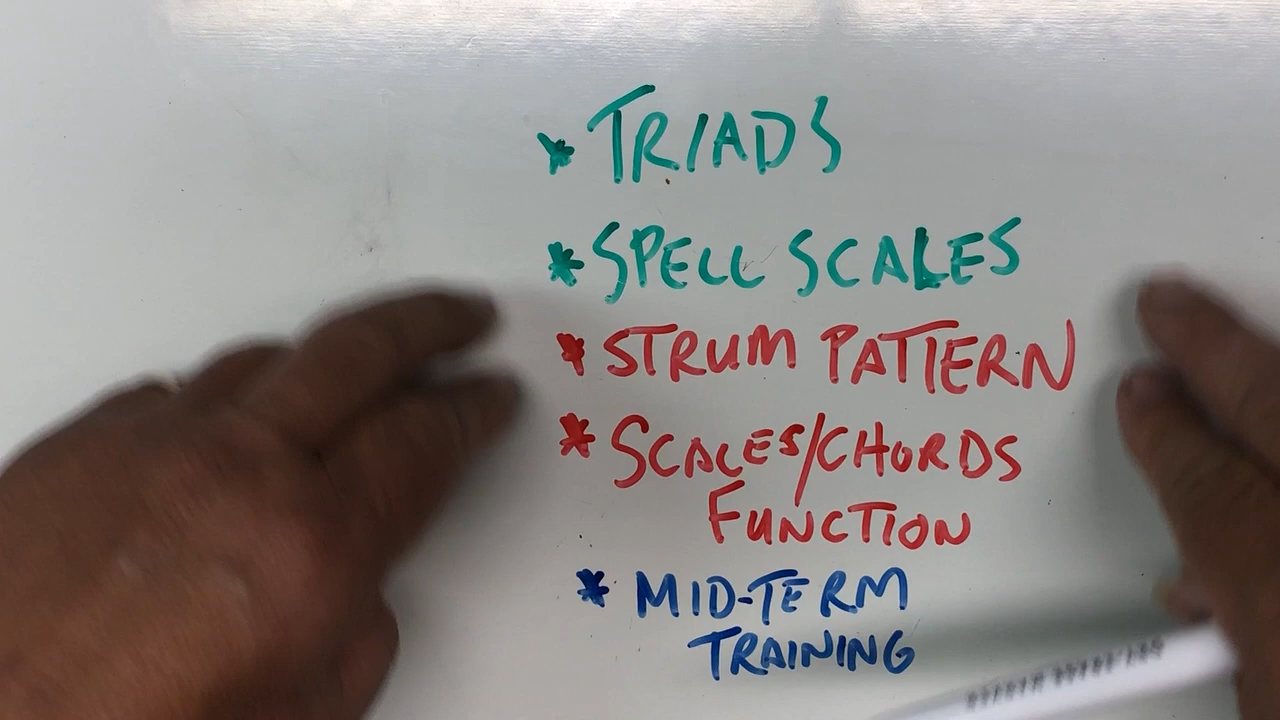 * TRIADS
* SPELL SCALES
* STRUM PATTERN
* SCALES/CHORDS
FUNCTION
* MID-TERM
TRAINING